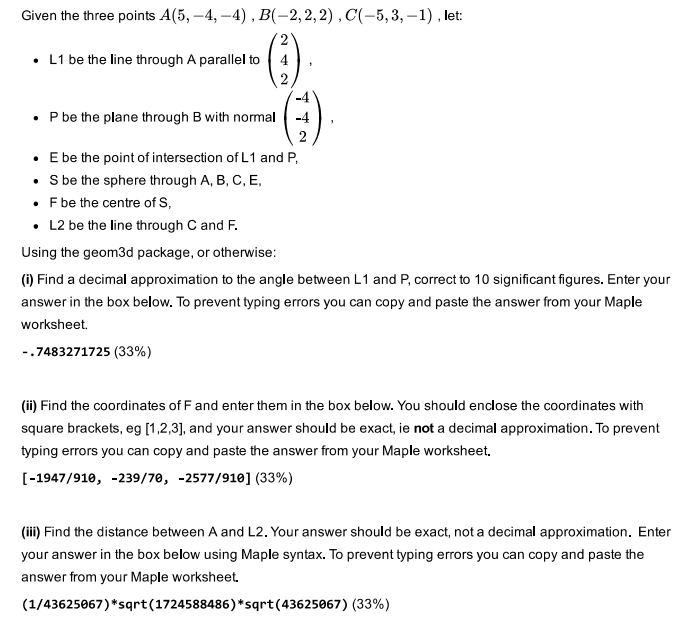 Given the three points A(5, −4, −4) , B(−2, 2, 2) , C(−5, 3, −1) , let:
• L1 be the line through A parallel to (2 4 2) ,
• P be the plane through B with normal (-4 -4 2) ,
• E be the point of intersection of L1 and P,
• S be the sphere through A, B, C, E,
• F be the centre of S,
• L2 be the line through C and F.
Using the geom3d package, or otherwise:
(i) Find a decimal approximation to the angle between L1 and P, correct to 10 significant figures. Enter your
answer in the box below. To prevent typing errors you can copy and paste the answer from your Maple
worksheet.
-.7483271725 (33%)
(ii) Find the coordinates of F and enter them in the box below. You should enclose the coordinates with
square brackets, eg [1,2,3], and your answer should be exact, ie not a decimal approximation. To prevent
typing errors you can copy and paste the answer from your Maple worksheet.
[-1947/910, -239/70, -2577/910] (33%)
(iii) Find the distance between A and L2. Your answer should be exact, not a decimal approximation. Enter
your answer in the box below using Maple syntax. To prevent typing errors you can copy and paste the
answer from your Maple worksheet.
(1/43625067)*sqrt(1724588486)*sqrt(43625067) (33%)